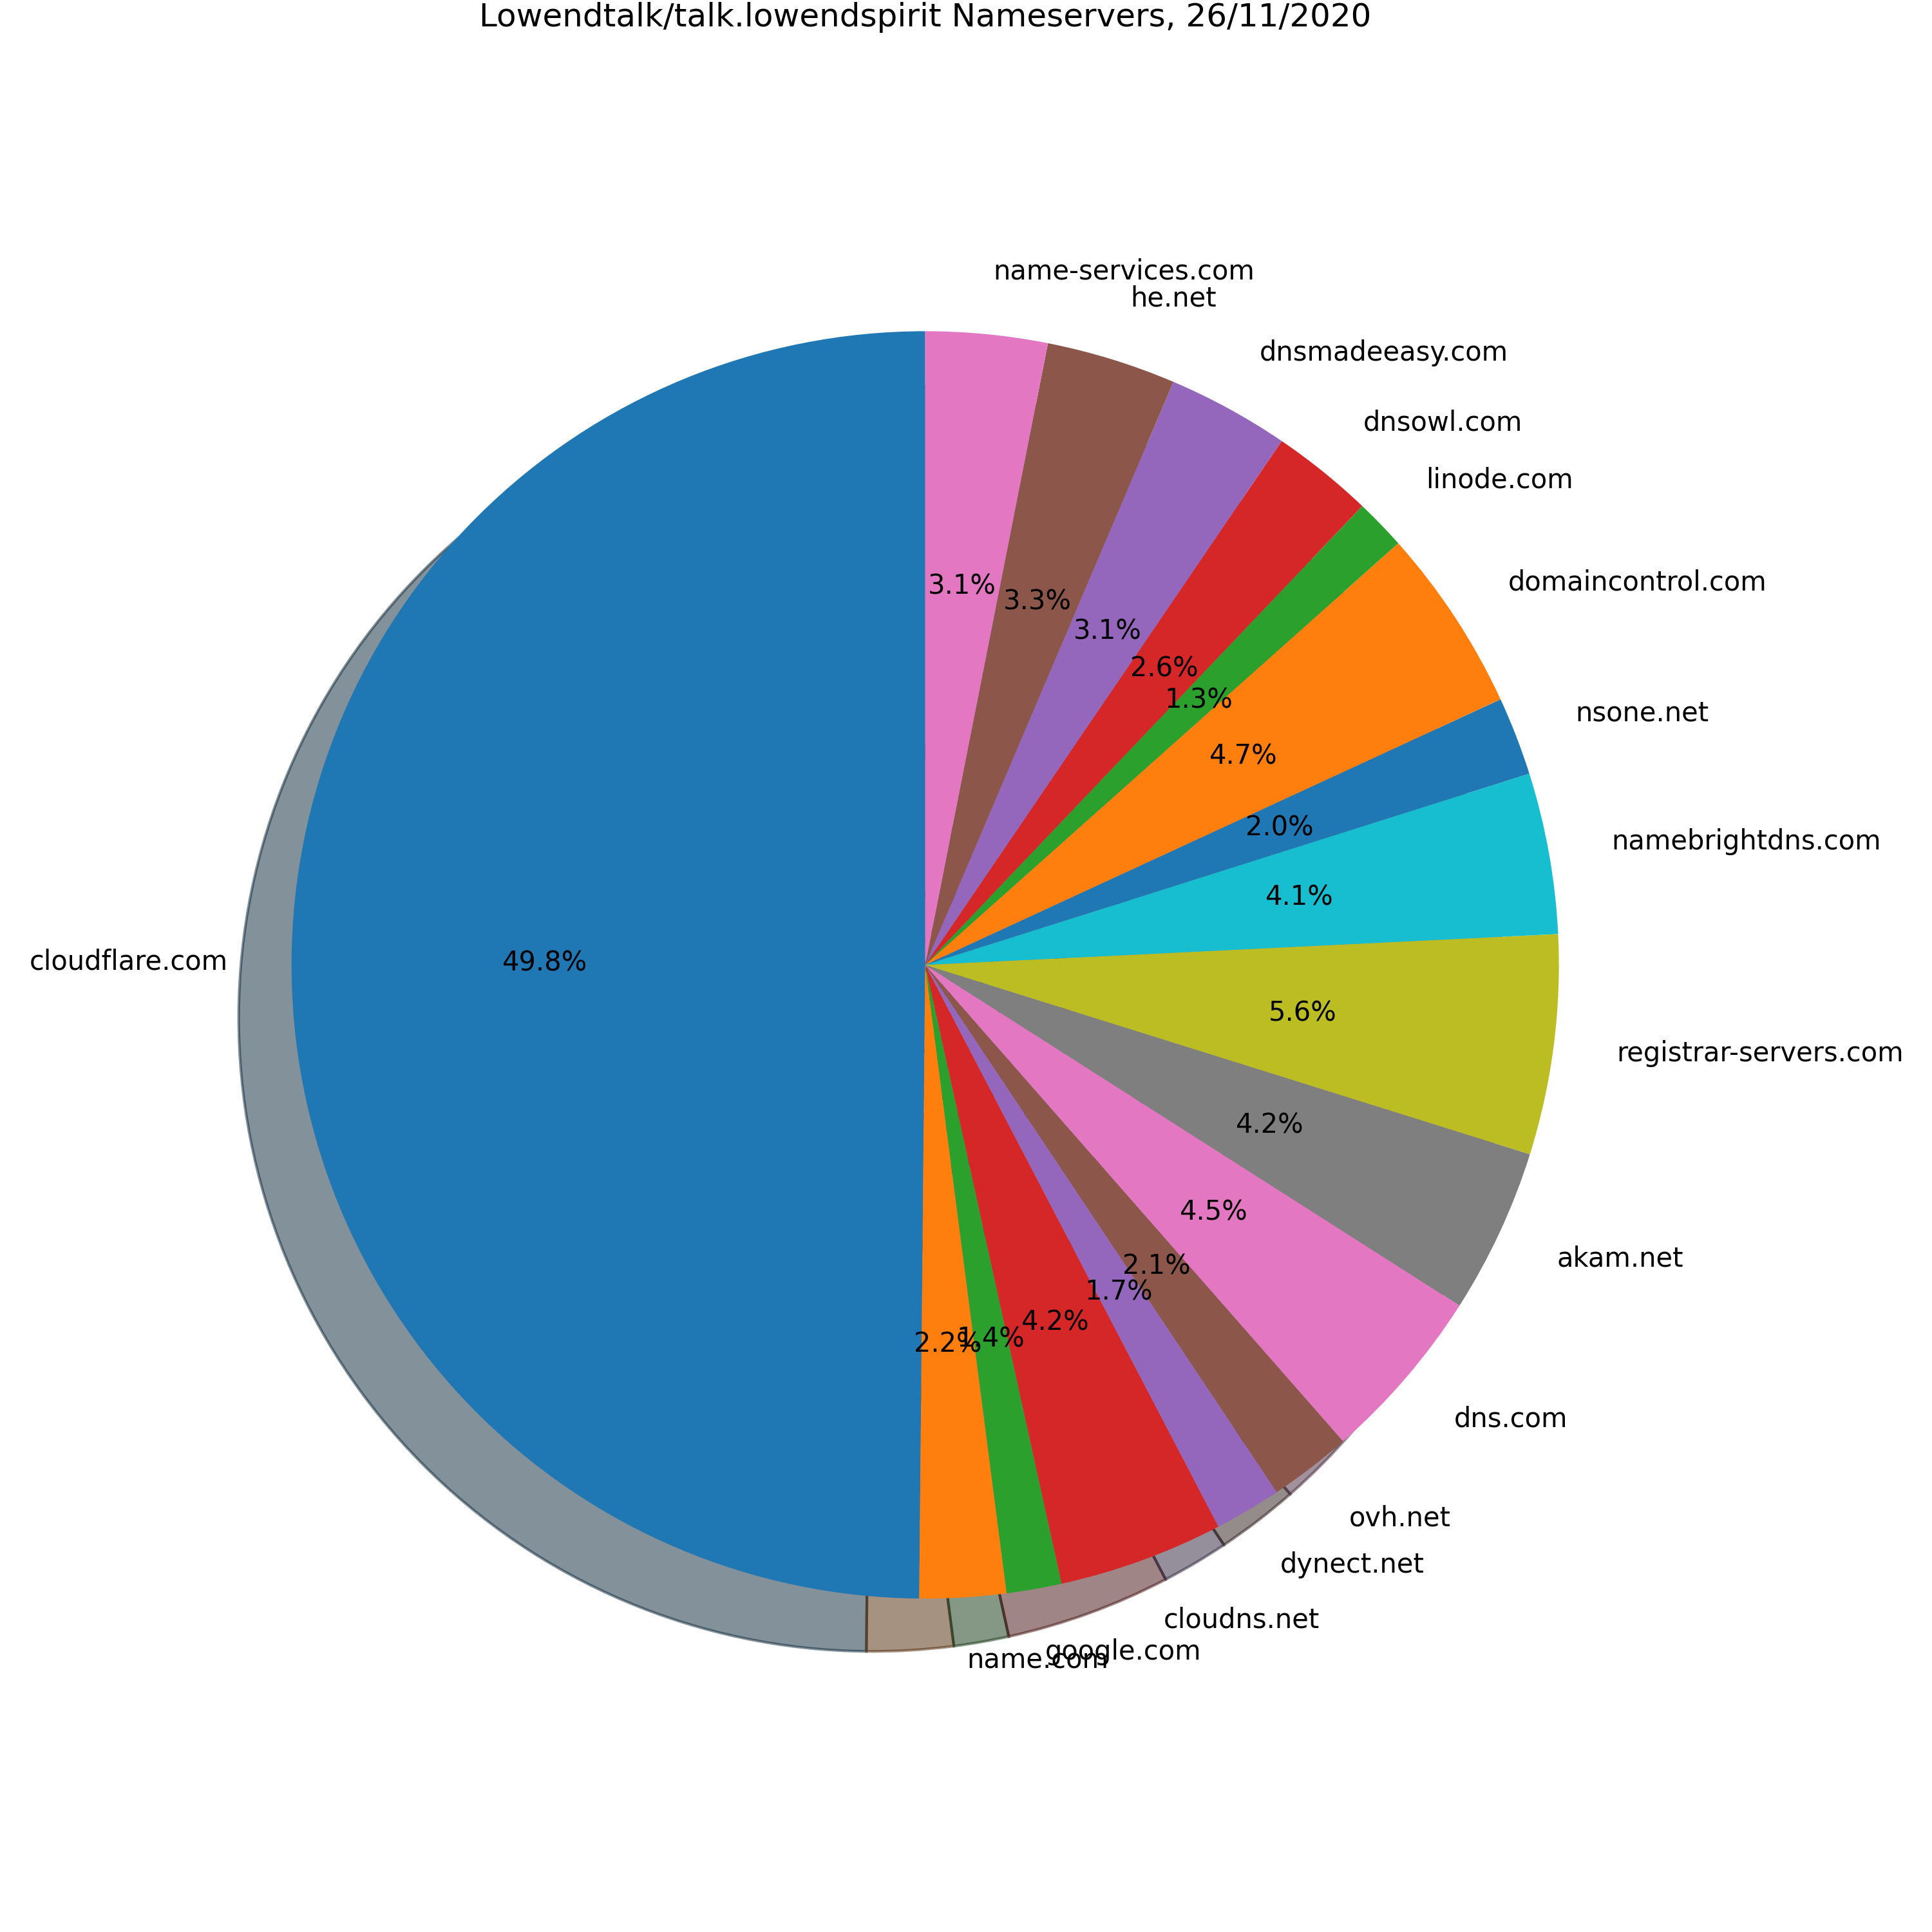 Lowendtalk/talk.lowendspirit Nameservers, 26/11/2020
name-services.com
he.net
dnsmadeeasy.com
dnsowl.com
linode.com
domaincontrol.com
nsone.net
namebrightdns.com
cloudflare.com
registrar-servers.com
akam.net
dns.com
ovh.net
dynect.net
cloudns.net
google.com
name.com
3.1%
3.3%
3.1%
2.6%
1.3%
4.7%
2.0%
4.1%
49.8%
5.6%
4.2%
4.5%
2.1%
1.7%
4.2%
1.4%
2.2%